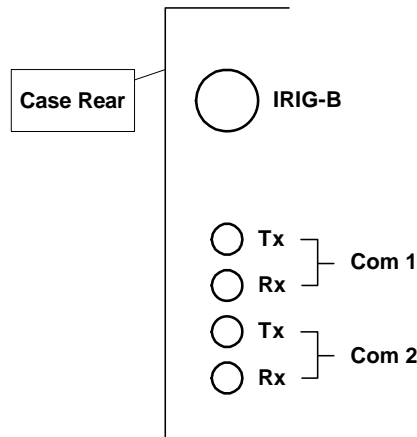 Case Rear
IRIG-B
Tx
Com 1
Rx
Tx
Com 2
Rx